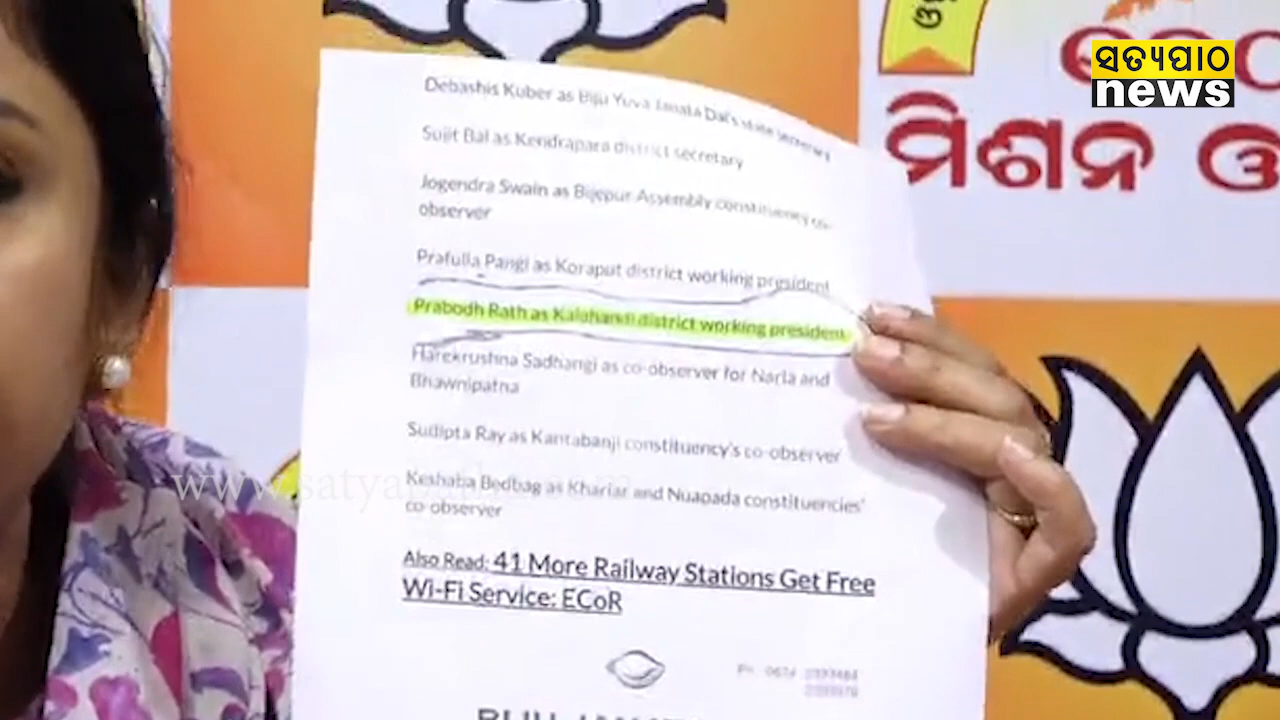 ସତ୍ୟପାଠ
news
ମିଶନ ଓ
Debashis Kuber as Biju Yuva Janata Dal's state secretary
Sujit Bal as Kendrapara district secretary
Jogendra Swain as Bijepur Assembly constituency co-
observer
Prafulla Pangi as Koraput district working president
Prabodh Rath as Kalahandi district working president
Harekrushna Sadhangi as co-observer for Narla and
Bhawnipatna
Sudipta Ray as Kantabanji constituency's co-observer
Keshaba Bedbag as Khariar and Nuapada constituencies'
co-observer
Also Read: 41 More Railway Stations Get Free
Wi-Fi Service: ECoR